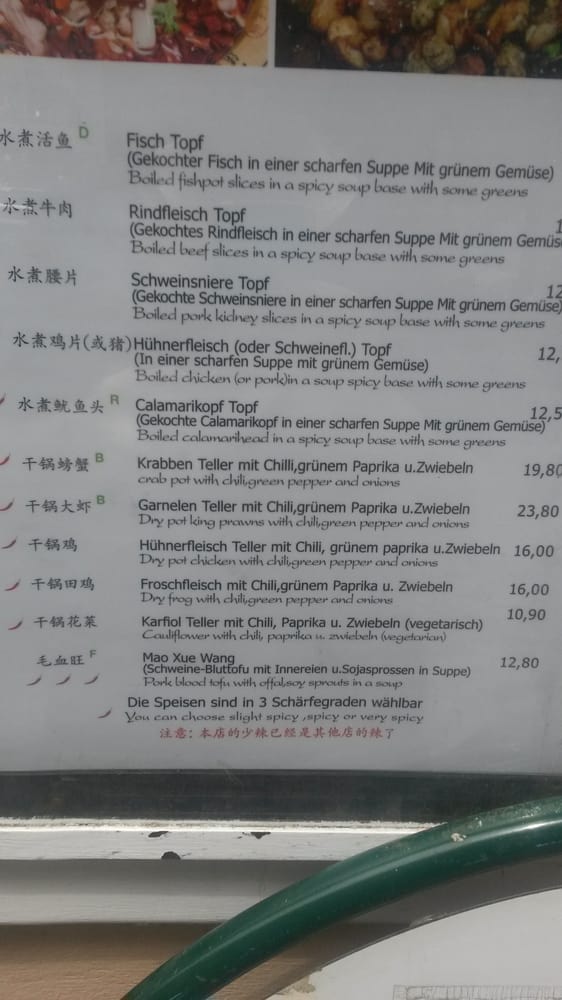 水煮活鱼 D
Fisch Topf
(Gekochter Fisch in einer scharfen Suppe Mit grünem Gemüse)
Boiled fishpot slices in a spicy soup base with some greens
水煮牛肉
Rindfleisch Topf
(Gekochtes Rindfleisch in einer scharfen Suppe Mit grünem
Boiled beef slices in a spicy soup base with some greens
水煮腰片
Schweinsniere Topf
(Gekochte Schweinsniere in einer scharfen Suppe Mit grünem Gemüse)
Boiled pork kidney slices in a spicy soup base with some greens
水煮鸡片(或猪)
Hühnerfleisch (oder Schweinefl.) Topf
(In einer scharfen Suppe mit grünem Gemüse)
Boiled chicken (or pork)in a soup spicy base with some greens
水煮鱿鱼头 R
Calamarikopf Topf
(Gekochte Calamarikopf in einer scharfen Suppe Mit grünem Gemüse)
Boiled calamarihead in a spicy soup base with some greens
干锅螃蟹 B
Krabben Teller mit Chilli,grünem Paprika u.Zwiebeln 19,80
crab pot with chili,green pepper and onions
干锅大虾 B
Garnelen Teller mit Chili,grünem Paprika u.Zwiebeln 23,80
Dry pot king prawns with chili,green pepper and onions
干锅鸡
Hühnerfleisch Teller mit Chili, grünem paprika u.Zwiebeln 16,00
Dry pot chicken with chili,green pepper and onions
干锅田鸡
Froschfleisch mit Chili,grünem Paprika u. Zwiebeln 16,00
Dry frog with chili,green pepper and onions
干锅花菜
Karfiol Teller mit Chili, Paprika u. Zwiebeln (vegetarisch) 10,90
Cauliflower with chili, paprika u. zwiebeln (vegetarian)
毛血旺 F
Mao Xue Wang 12,80
(Schweine-Bluttofu mit Innereien u.Sojasprossen in Suppe)
Pork blood tofu with offal,soy sprouts in a soup
Die Speisen sind in 3 Schärfegraden wählbar
You can choose slight spicy ,spicy or very spicy
注意：本店的少辣已经是其他店的辣了